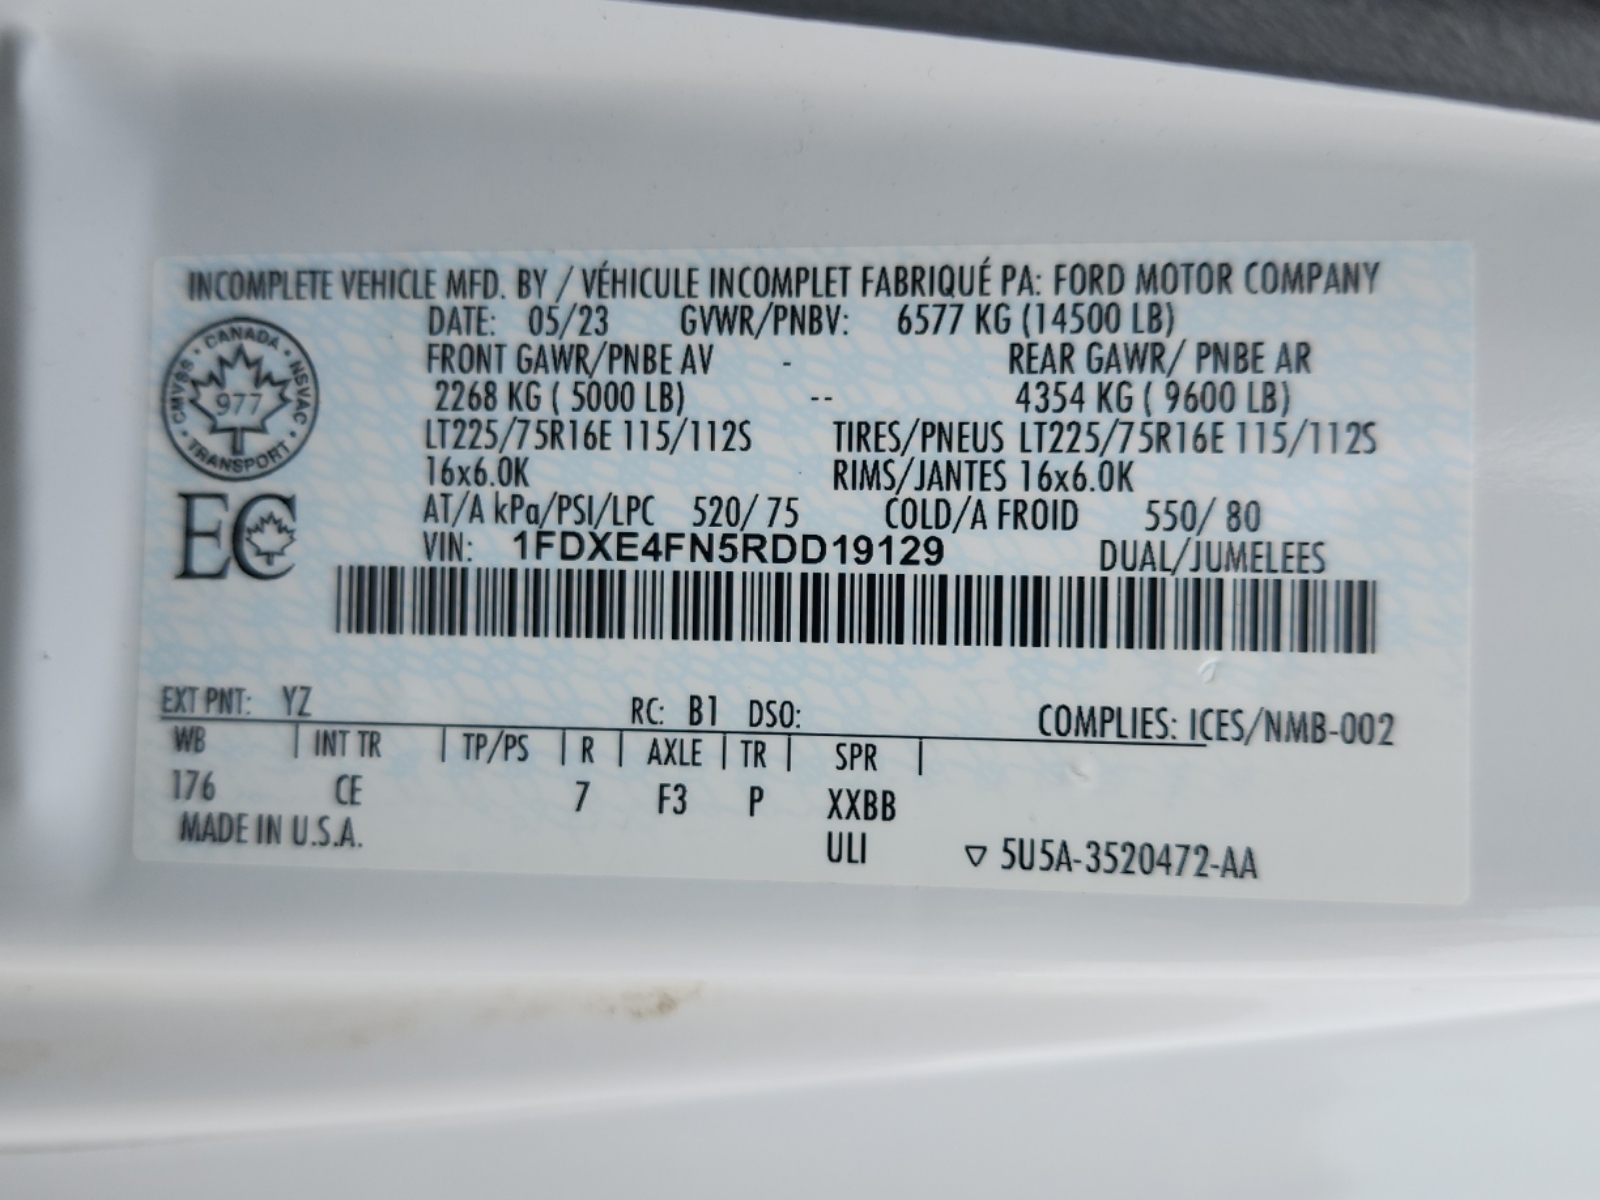 INCOMPLETE VEHICLE MFD. BY / VÉHICULE INCOMPLET FABRIQUÉ PA: FORD MOTOR COMPANY
DATE: 05/23 GVWR/PNBV: 6577 KG (14500 LB)
FRONT GAWR/PNBE AV - REAR GAWR/ PNBE AR
2268 KG ( 5000 LB) -- 4354 KG ( 9600 LB)
LT225/75R16E 115/112S TIRES/PNEUS LT225/75R16E 115/112S
16x6.0K RIMS/JANTES 16x6.0K
AT/A kPa/PSI/LPC 520/ 75 COLD/A FROID 550/ 80
VIN: 1FDXE4FN5RDD19129 DUAL/JUMELEES
CANADA • NSVAC • TRANSPORT • CMVSS •
977
EC
EXT PNT: YZ RC: B1 DSO: COMPLIES: ICES/NMB-002
WB | INT TR | TP/PS | R | AXLE | TR | SPR |
176 CE 7 F3 P XXBB
MADE IN U.S.A. ULI ▽ 5U5A-3520472-AA